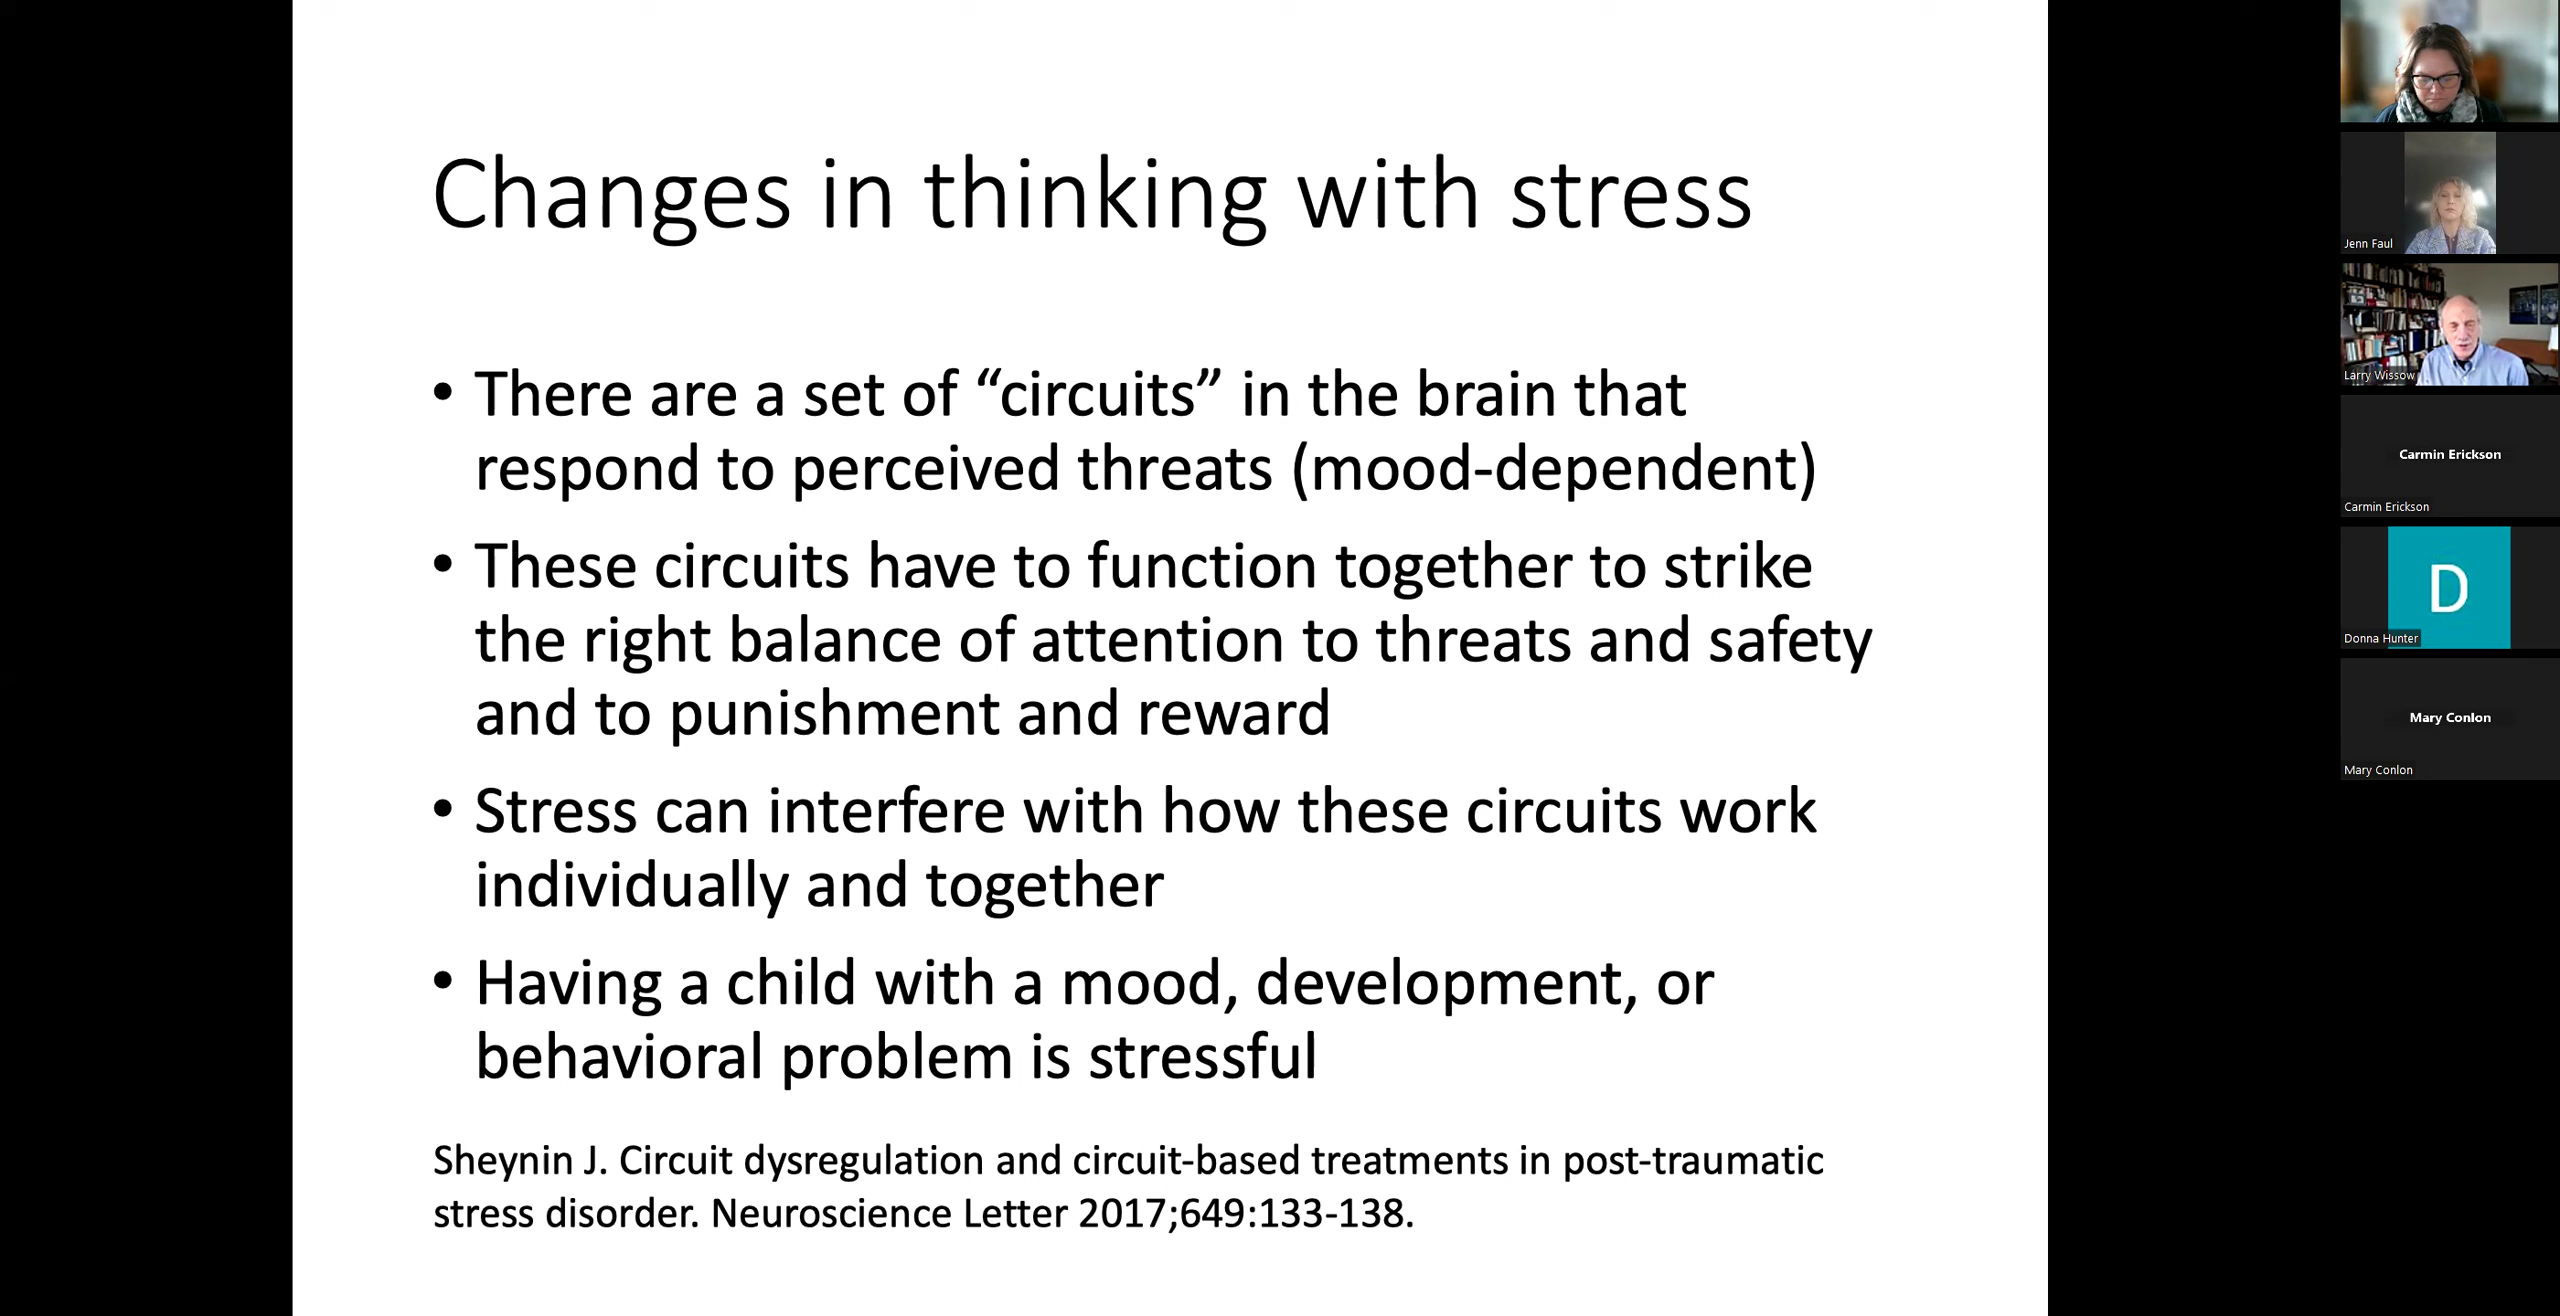 Changes in thinking with stress
• There are a set of “circuits” in the brain that
respond to perceived threats (mood-dependent)
• These circuits have to function together to strike
the right balance of attention to threats and safety
and to punishment and reward
• Stress can interfere with how these circuits work
individually and together
• Having a child with a mood, development, or
behavioral problem is stressful
Sheynin J. Circuit dysregulation and circuit-based treatments in post-traumatic
stress disorder. Neuroscience Letter 2017;649:133-138.
Jenn Faul
Larry Wissow
Carmin Erickson
Carmin Erickson
D
Donna Hunter
Mary Conlon
Mary Conlon